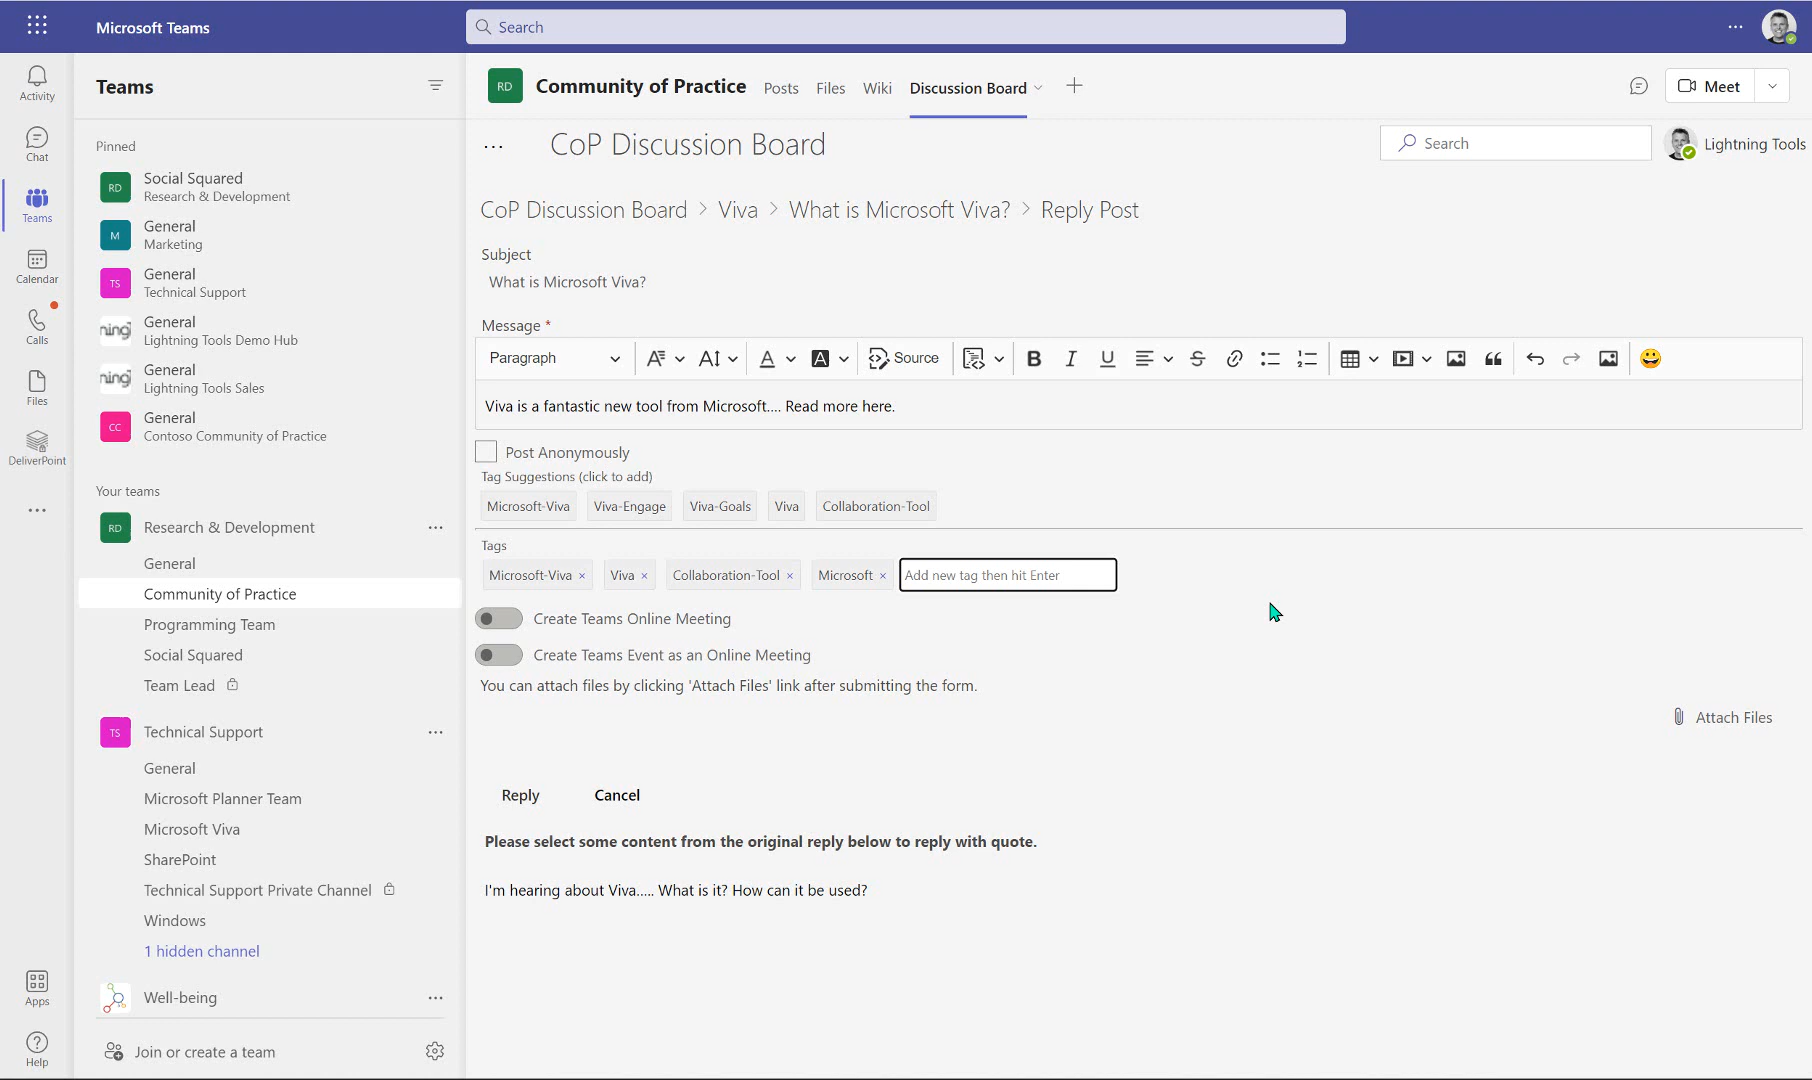 Microsoft Teams
Search
Activity
Chat
Teams
Calendar
Calls
Files
DeliverPoint
Apps
Help
Teams
Pinned
RD
Social Squared
Research & Development
M
General
Marketing
TS
General
Technical Support
ning
General
Lightning Tools Demo Hub
ning
General
Lightning Tools Sales
CC
General
Contoso Community of Practice
Your teams
RD
Research & Development
General
Community of Practice
Programming Team
Social Squared
Team Lead
TS
Technical Support
General
Microsoft Planner Team
Microsoft Viva
SharePoint
Technical Support Private Channel
Windows
1 hidden channel
Well-being
Join or create a team
RD
Community of Practice
Posts
Files
Wiki
Discussion Board
Meet
CoP Discussion Board
Search
Lightning Tools
CoP Discussion Board > Viva > What is Microsoft Viva? > Reply Post
Subject
What is Microsoft Viva?
Message *
Paragraph
Source
B
I
U
S
Viva is a fantastic new tool from Microsoft.... Read more here.
Post Anonymously
Tag Suggestions (click to add)
Microsoft-Viva
Viva-Engage
Viva-Goals
Viva
Collaboration-Tool
Tags
Microsoft-Viva ×
Viva ×
Collaboration-Tool ×
Microsoft ×
Add new tag then hit Enter
Create Teams Online Meeting
Create Teams Event as an Online Meeting
You can attach files by clicking 'Attach Files' link after submitting the form.
Attach Files
Reply
Cancel
Please select some content from the original reply below to reply with quote.
I'm hearing about Viva..... What is it? How can it be used?